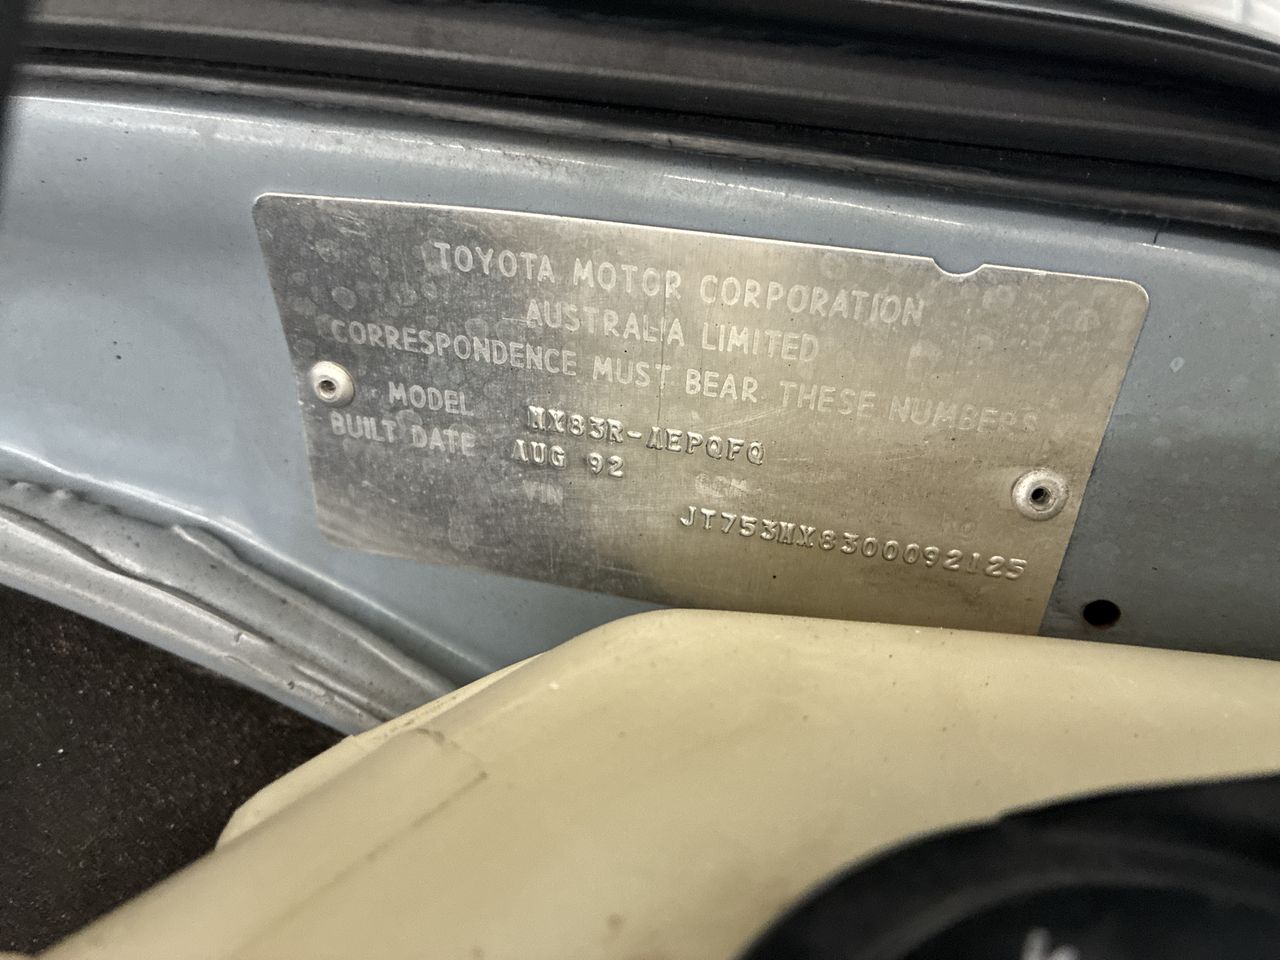 TOYOTA MOTOR CORPORATION
AUSTRALIA LIMITED
CORRESPONDENCE MUST BEAR THESE NUMBERS
MODEL MX83R-AEPQFQ
BUILT DATE AUG 92
VIN
JT753MX8300092125